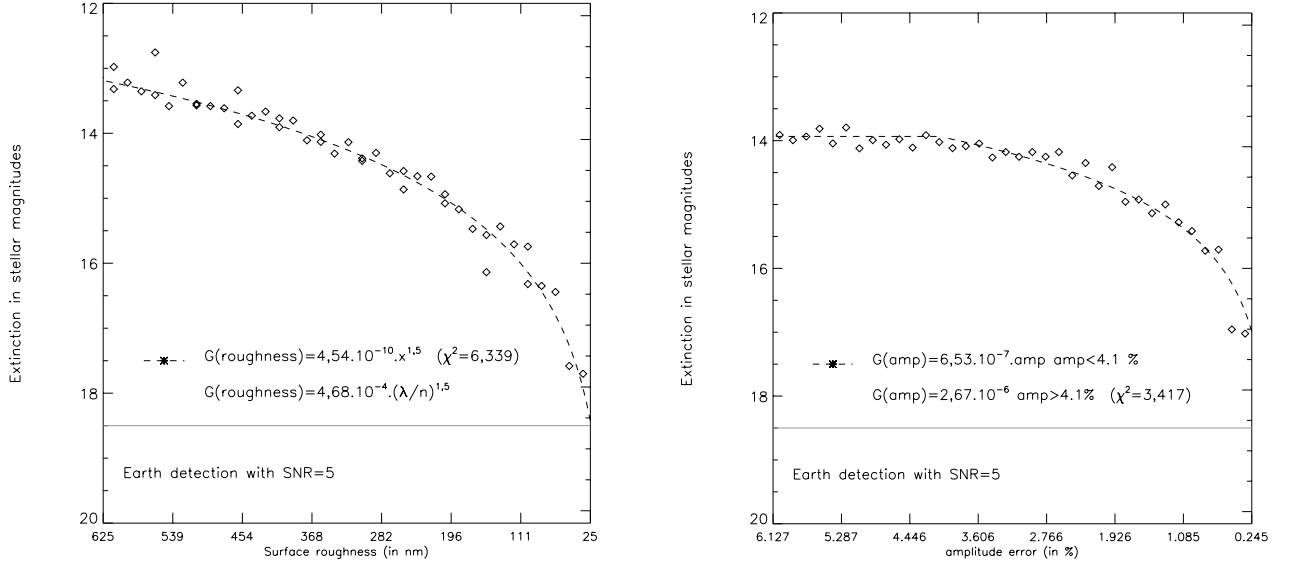 12
14
16
18
20
Extinction in stellar magnitudes
G(roughness)=4,54.10⁻¹⁰.x¹,⁵ (χ²=6,339)
G(roughness)=4,68.10⁻⁴.(λ/n)¹,⁵
Earth detection with SNR=5
625 539 454 368 282 196 111 25
Surface roughness (in nm)
12
14
16
18
20
Extinction in stellar magnitudes
G(amp)=6,53.10⁻⁷.amp amp<4.1 %
G(amp)=2,67.10⁻⁶ amp>4.1% (χ²=3,417)
Earth detection with SNR=5
6.127 5.287 4.446 3.606 2.766 1.926 1.085 0.245
amplitude error (in %)